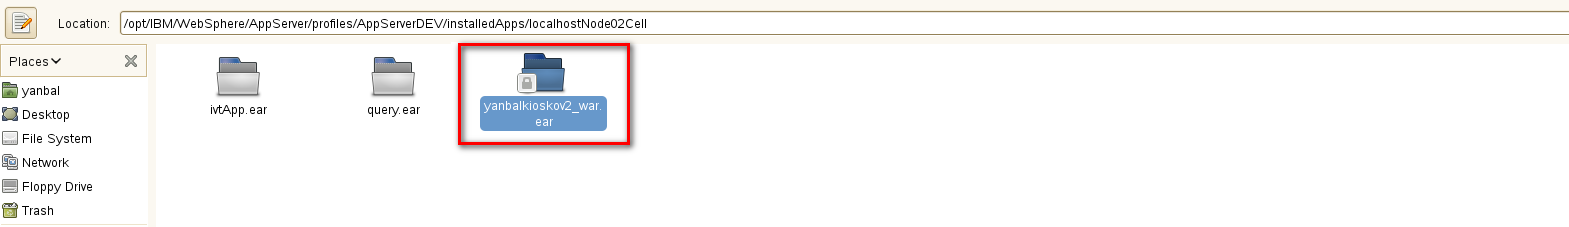 Location: /opt/IBM/WebSphere/AppServer/profiles/AppServerDEV//installedApps/localhostNode02Cell
Places
yanbal
Desktop
File System
Network
Floppy Drive
Trash
ivtApp.ear
query.ear
yanbalkioskov2_war.
ear